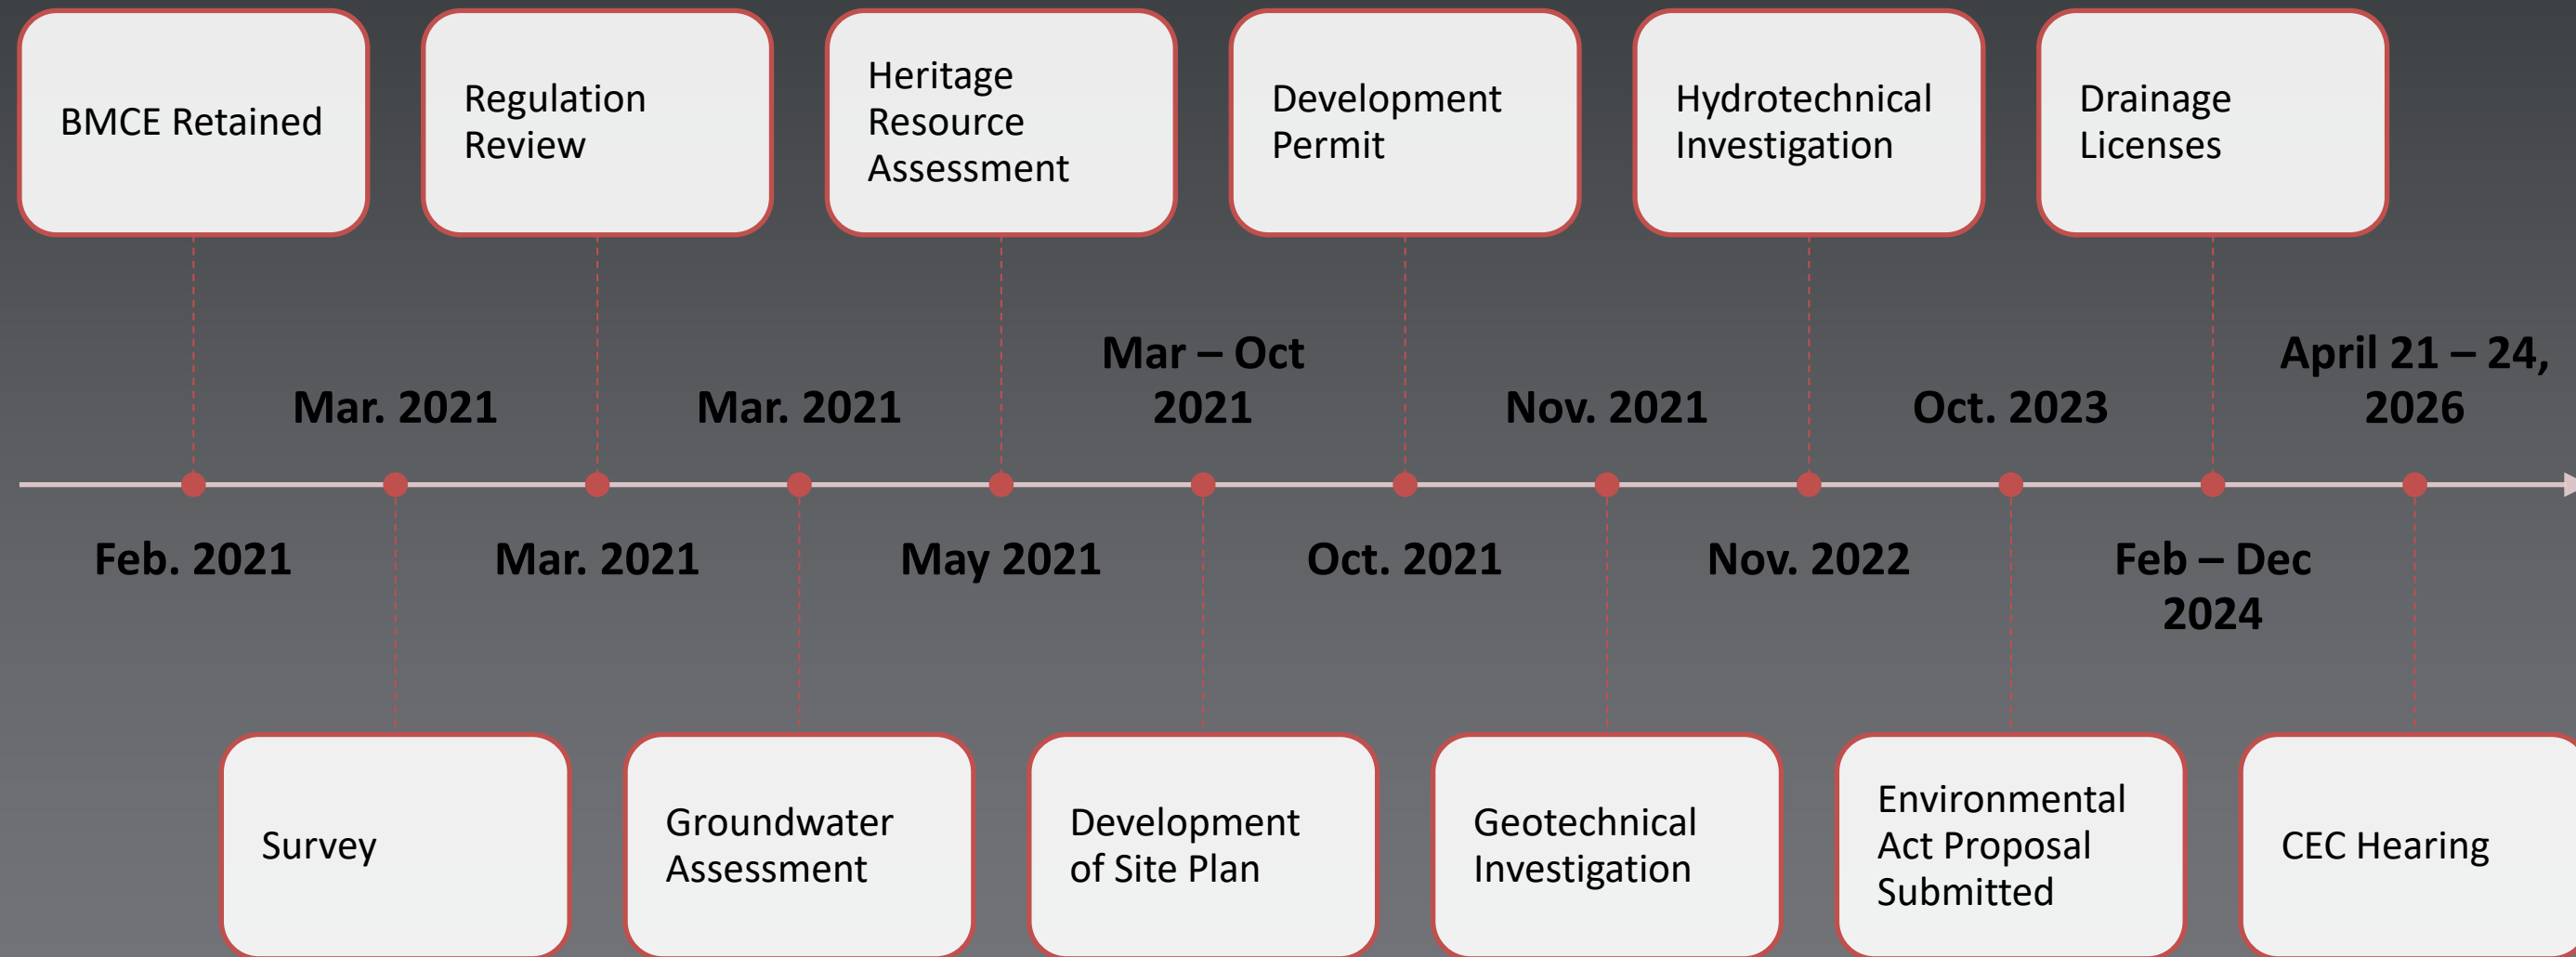 BMCE Retained
Regulation
Review
Heritage
Resource
Assessment
Development
Permit
Hydrotechnical
Investigation
Drainage
Licenses
Mar. 2021
Mar. 2021
Mar – Oct
2021
Nov. 2021
Oct. 2023
April 21 – 24,
2026
Feb. 2021
Mar. 2021
May 2021
Oct. 2021
Nov. 2022
Feb – Dec
2024
Survey
Groundwater
Assessment
Development
of Site Plan
Geotechnical
Investigation
Environmental
Act Proposal
Submitted
CEC Hearing